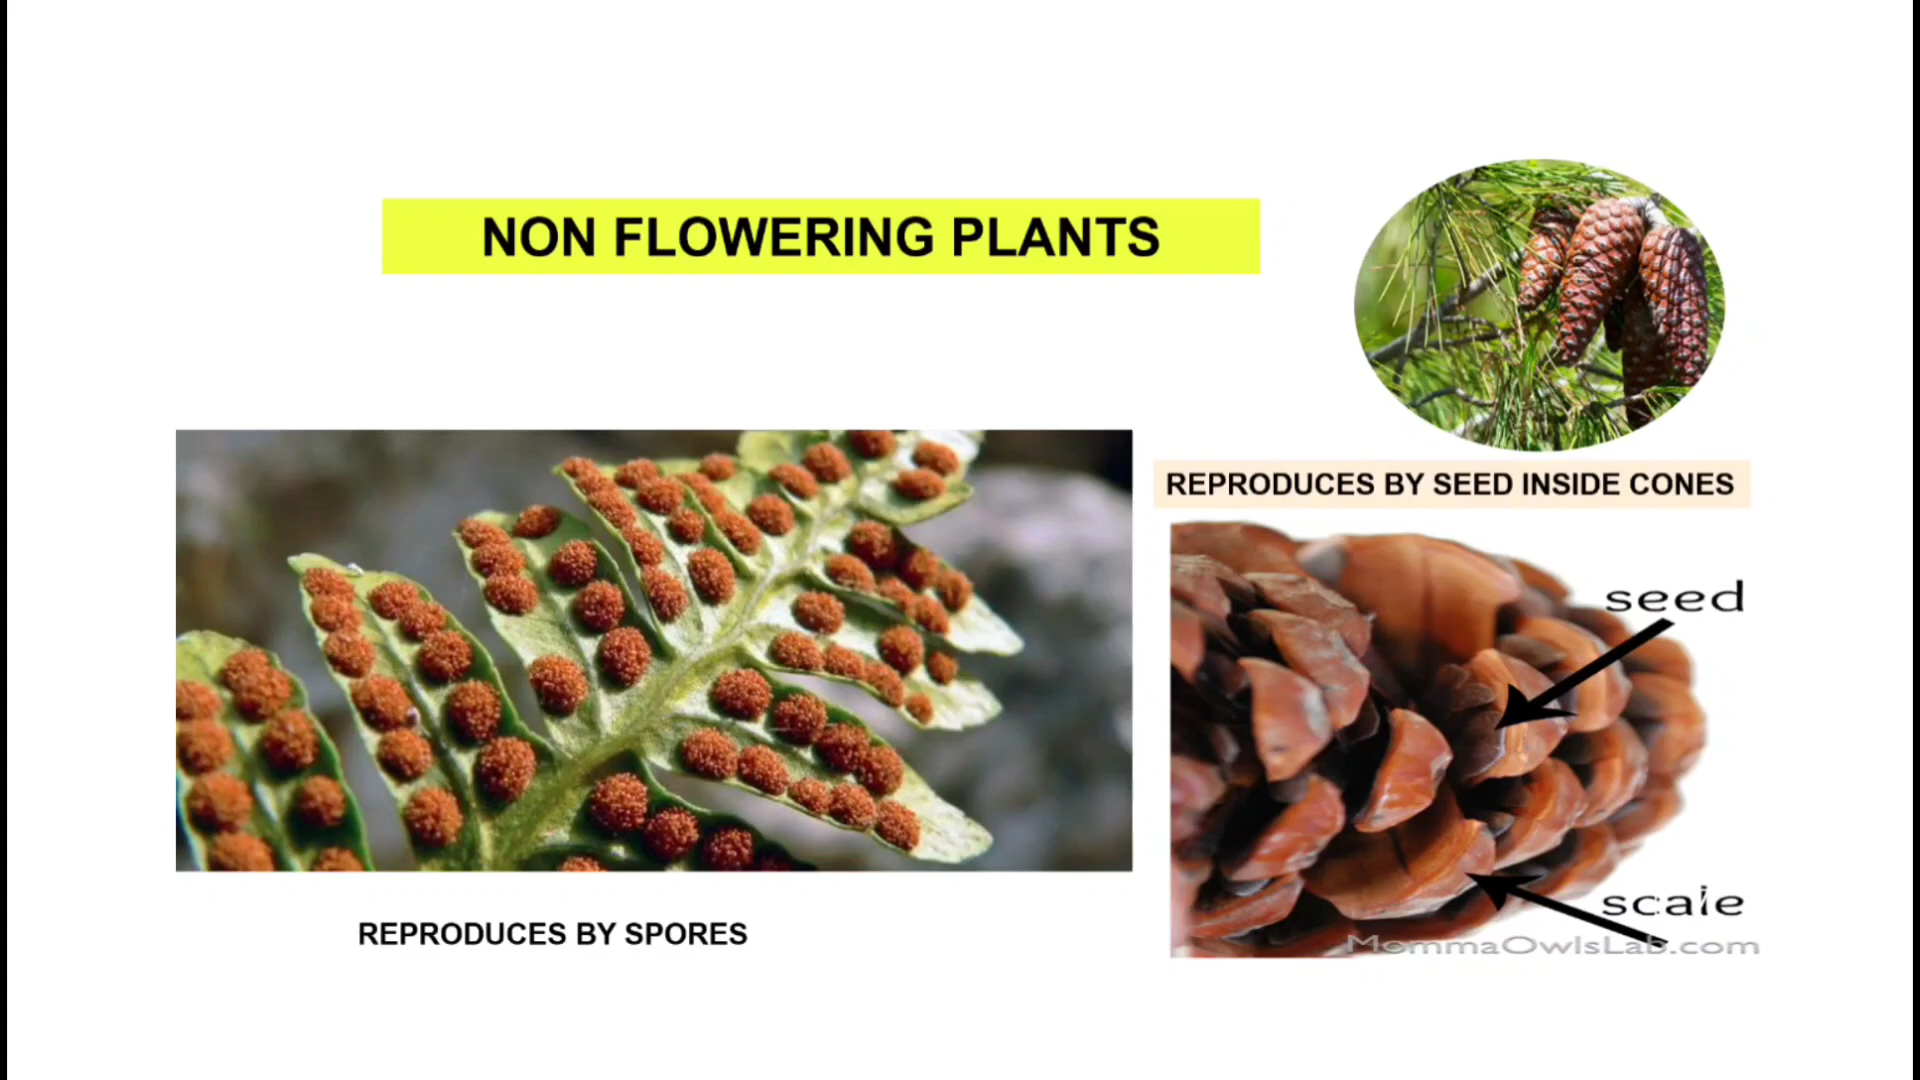 NON FLOWERING PLANTS
REPRODUCES BY SEED INSIDE CONES
seed
scale
MommaOwlsLab.com
REPRODUCES BY SPORES